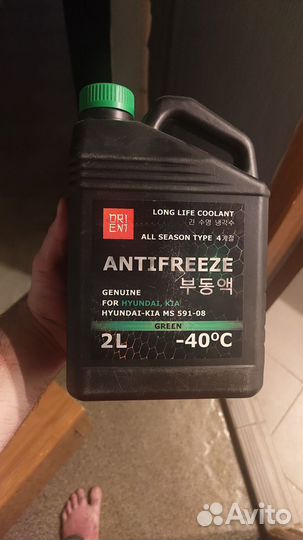 ORI
ENT
LONG LIFE COOLANT
긴 수명 냉각수
ALL SEASON TYPE 4계절
ANTIFREEZE
부동액
GENUINE
FOR HYUNDAI, KIA
HYUNDAI-KIA MS 591-08
GREEN
2L -40°C
Avito